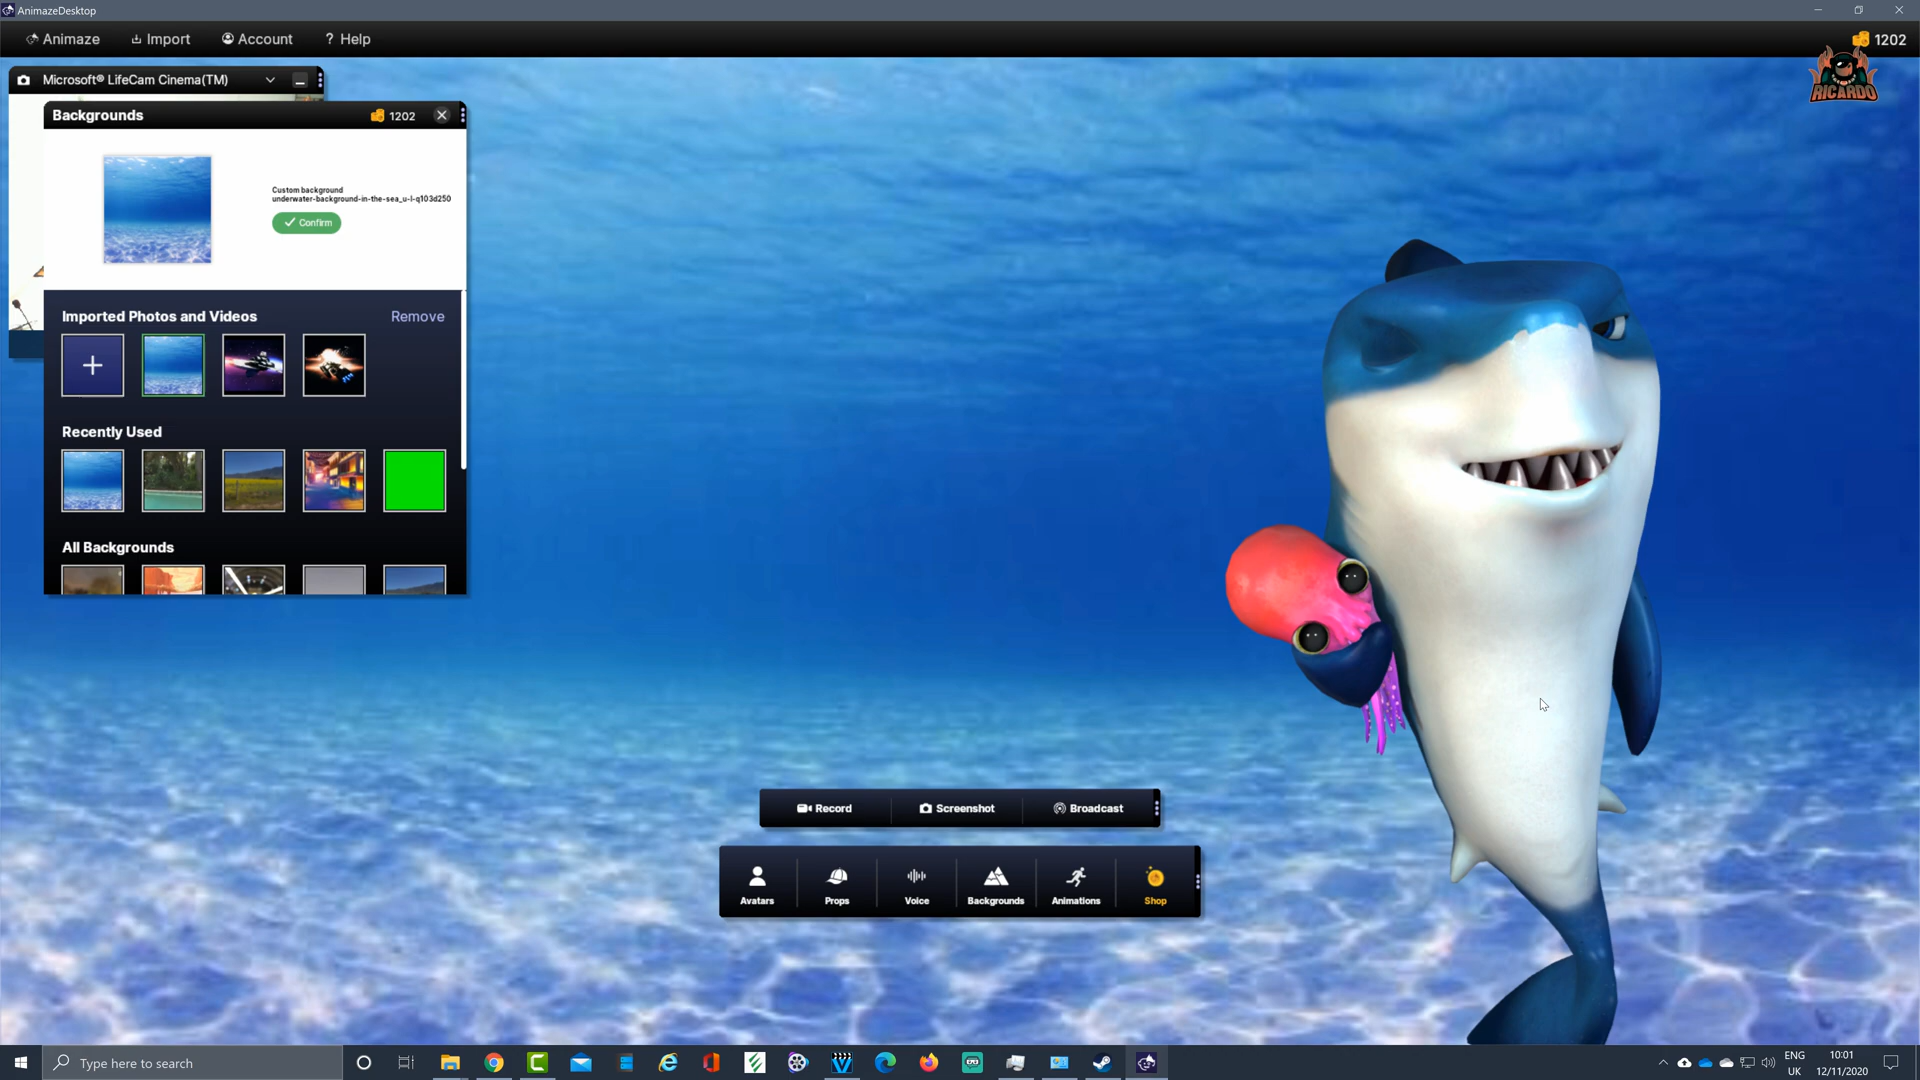 AnimazeDesktop
Animaze Import Account ? Help
1202
RICARDO
Microsoft® LifeCam Cinema(TM)
Backgrounds 1202
Custom background
underwater-background-in-the-sea_u-l-q103d250
Confirm
Imported Photos and Videos Remove
Recently Used
All Backgrounds
Record Screenshot Broadcast
Avatars Props Voice Backgrounds Animations Shop
Type here to search
ENG
UK
10:01
12/11/2020